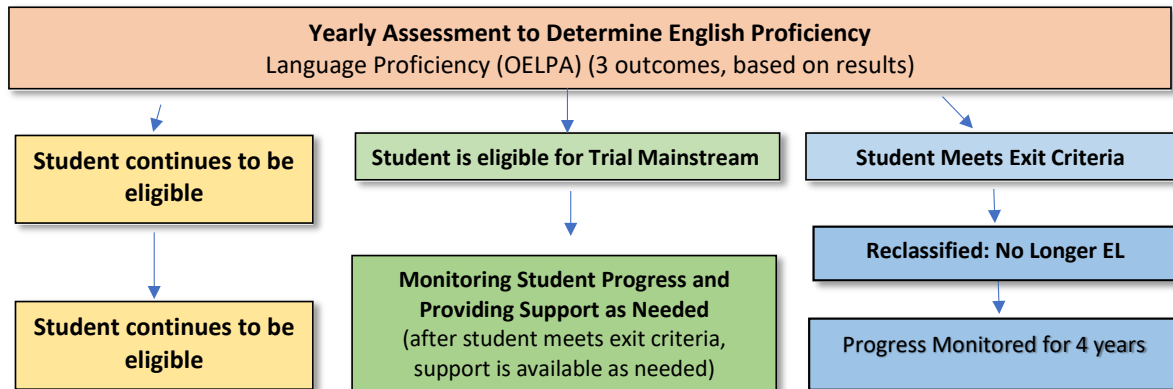 Yearly Assessment to Determine English Proficiency
Language Proficiency (OELPA) (3 outcomes, based on results)
Student continues to be
eligible
Student is eligible for Trial Mainstream
Student Meets Exit Criteria
Reclassified: No Longer EL
Student continues to be
eligible
Monitoring Student Progress and
Providing Support as Needed
(after student meets exit criteria,
support is available as needed)
Progress Monitored for 4 years